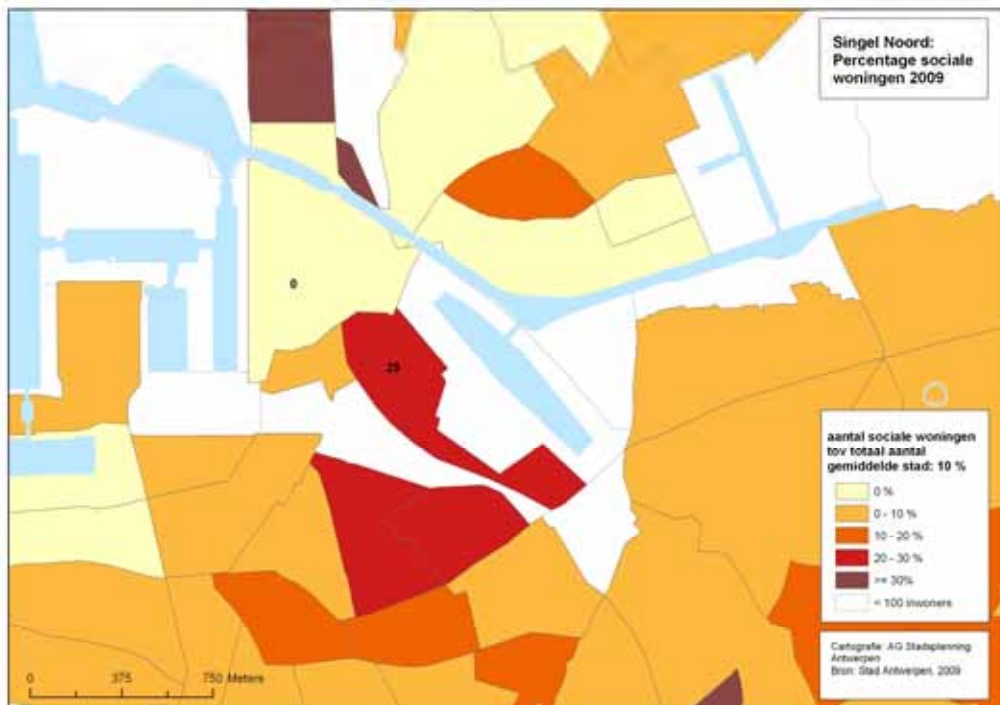 Singel Noord:
Percentage sociale
woningen 2009
0
25
aantal sociale woningen
tov totaal aantal
gemiddelde stad: 10 %
0 %
0 - 10 %
10 - 20 %
20 - 30 %
>= 30%
< 100 inwoners
Cartografie: AG Stadsplanning
Antwerpen
Bron: Stad Antwerpen, 2009
0 375 750 Meters